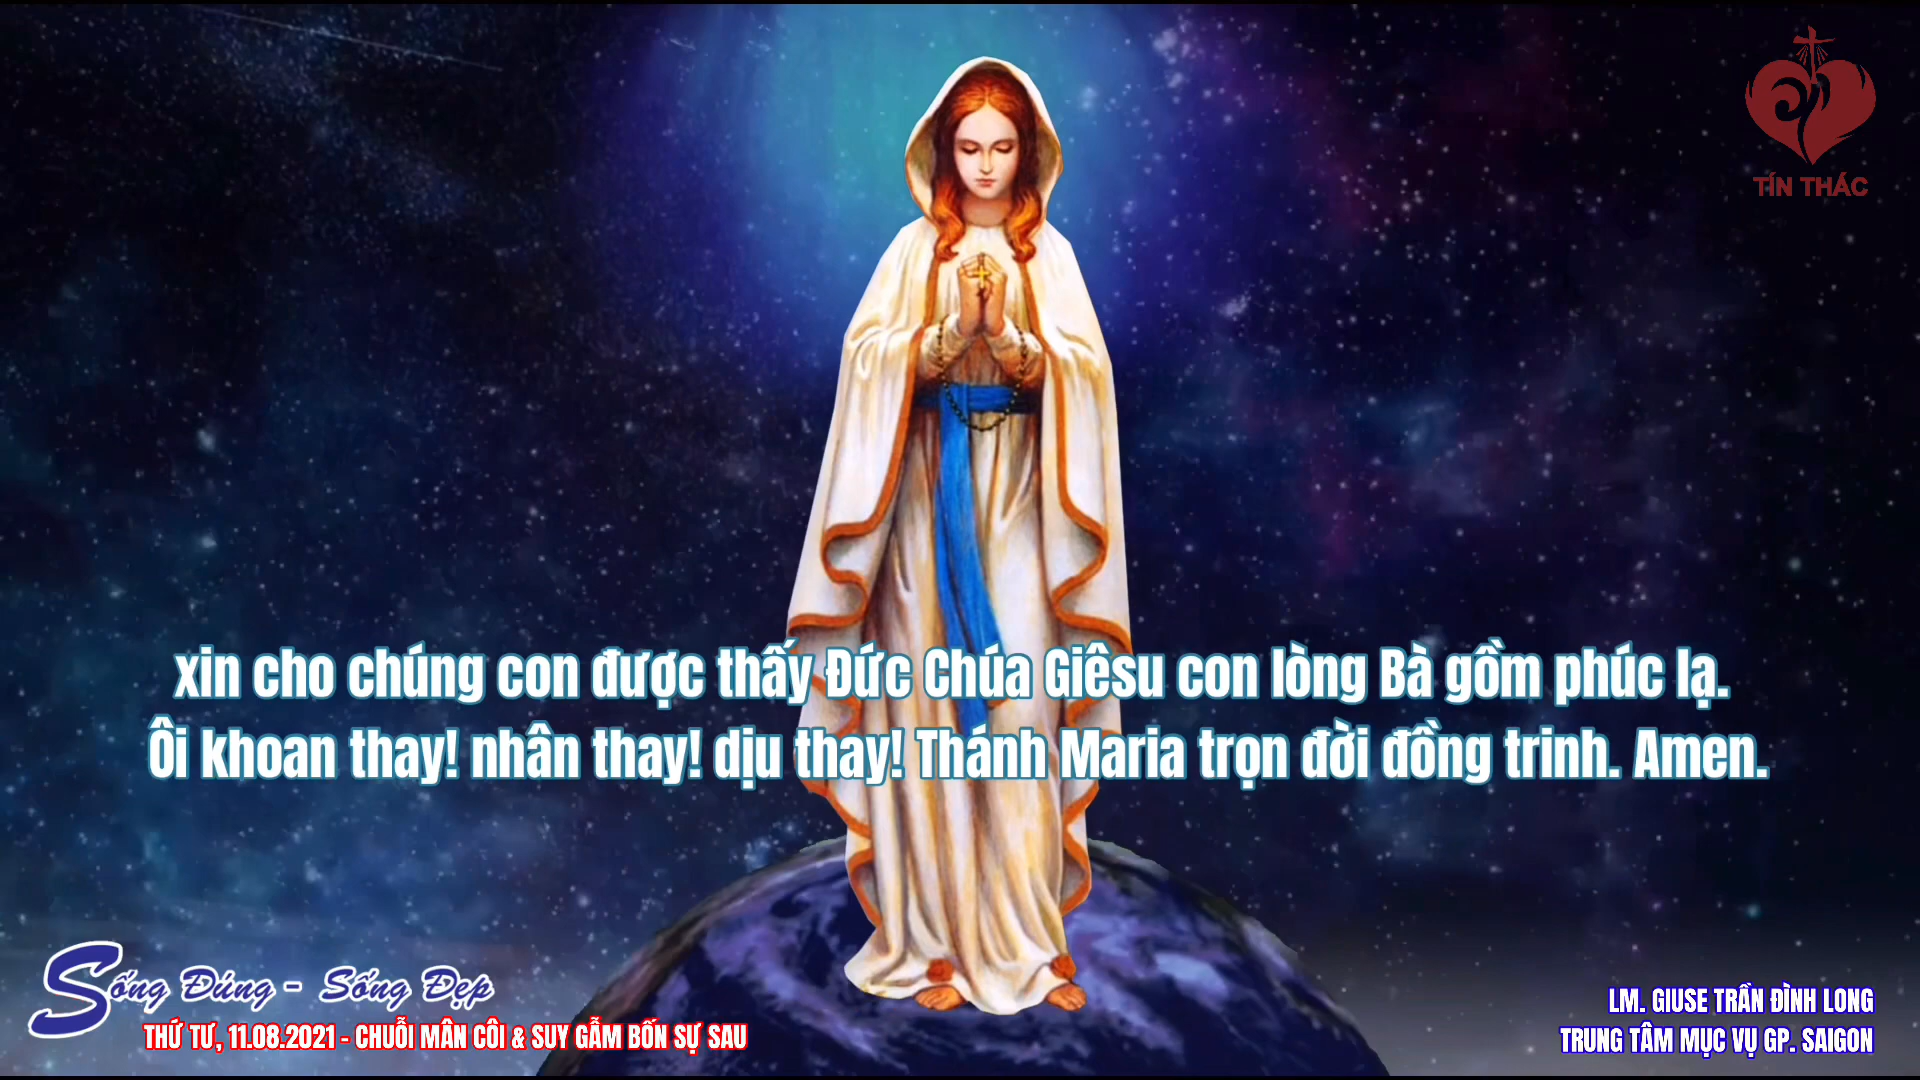 TÍN THÁC
xin cho chúng con được thấy Đức Chúa Giêsu con lòng Bà gồm phúc lạ.
Ôi khoan thay! nhân thay! dịu thay! Thánh Maria trọn đời đồng trinh. Amen.
Sống Đúng - Sống Đẹp
THỨ TƯ, 11.08.2021 - CHUỖI MÂN CÔI & SUY GẪM BỐN SỰ SAU
LM. GIUSE TRẦN ĐÌNH LONG
TRUNG TÂM MỤC VỤ GP. SAIGON